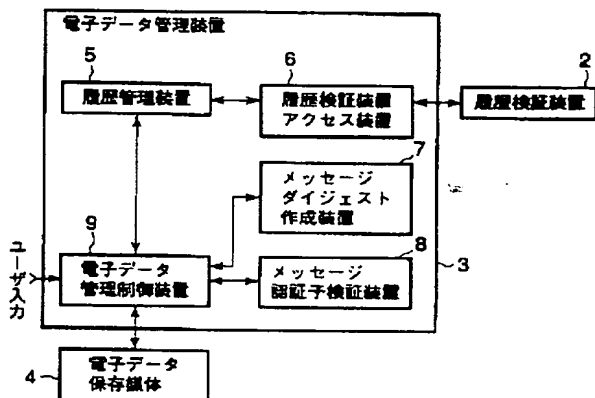 電子データ管理装置
5
履歴管理装置
6
履歴検証装置
アクセス装置
2
履歴検証装置
7
メッセージ
ダイジェスト
作成装置
9
電子データ
管理制御装置
8
メッセージ
認証子検証装置
3
ユーザ入力
4
電子データ
保存媒体